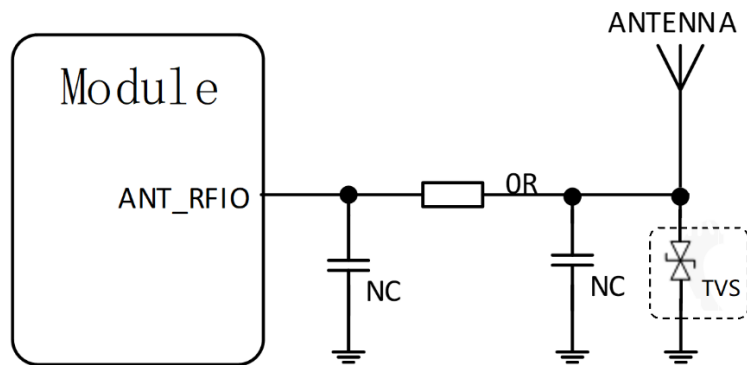 ANTENNA
Module
ANT_RFIO
0R
NC
NC
TVS